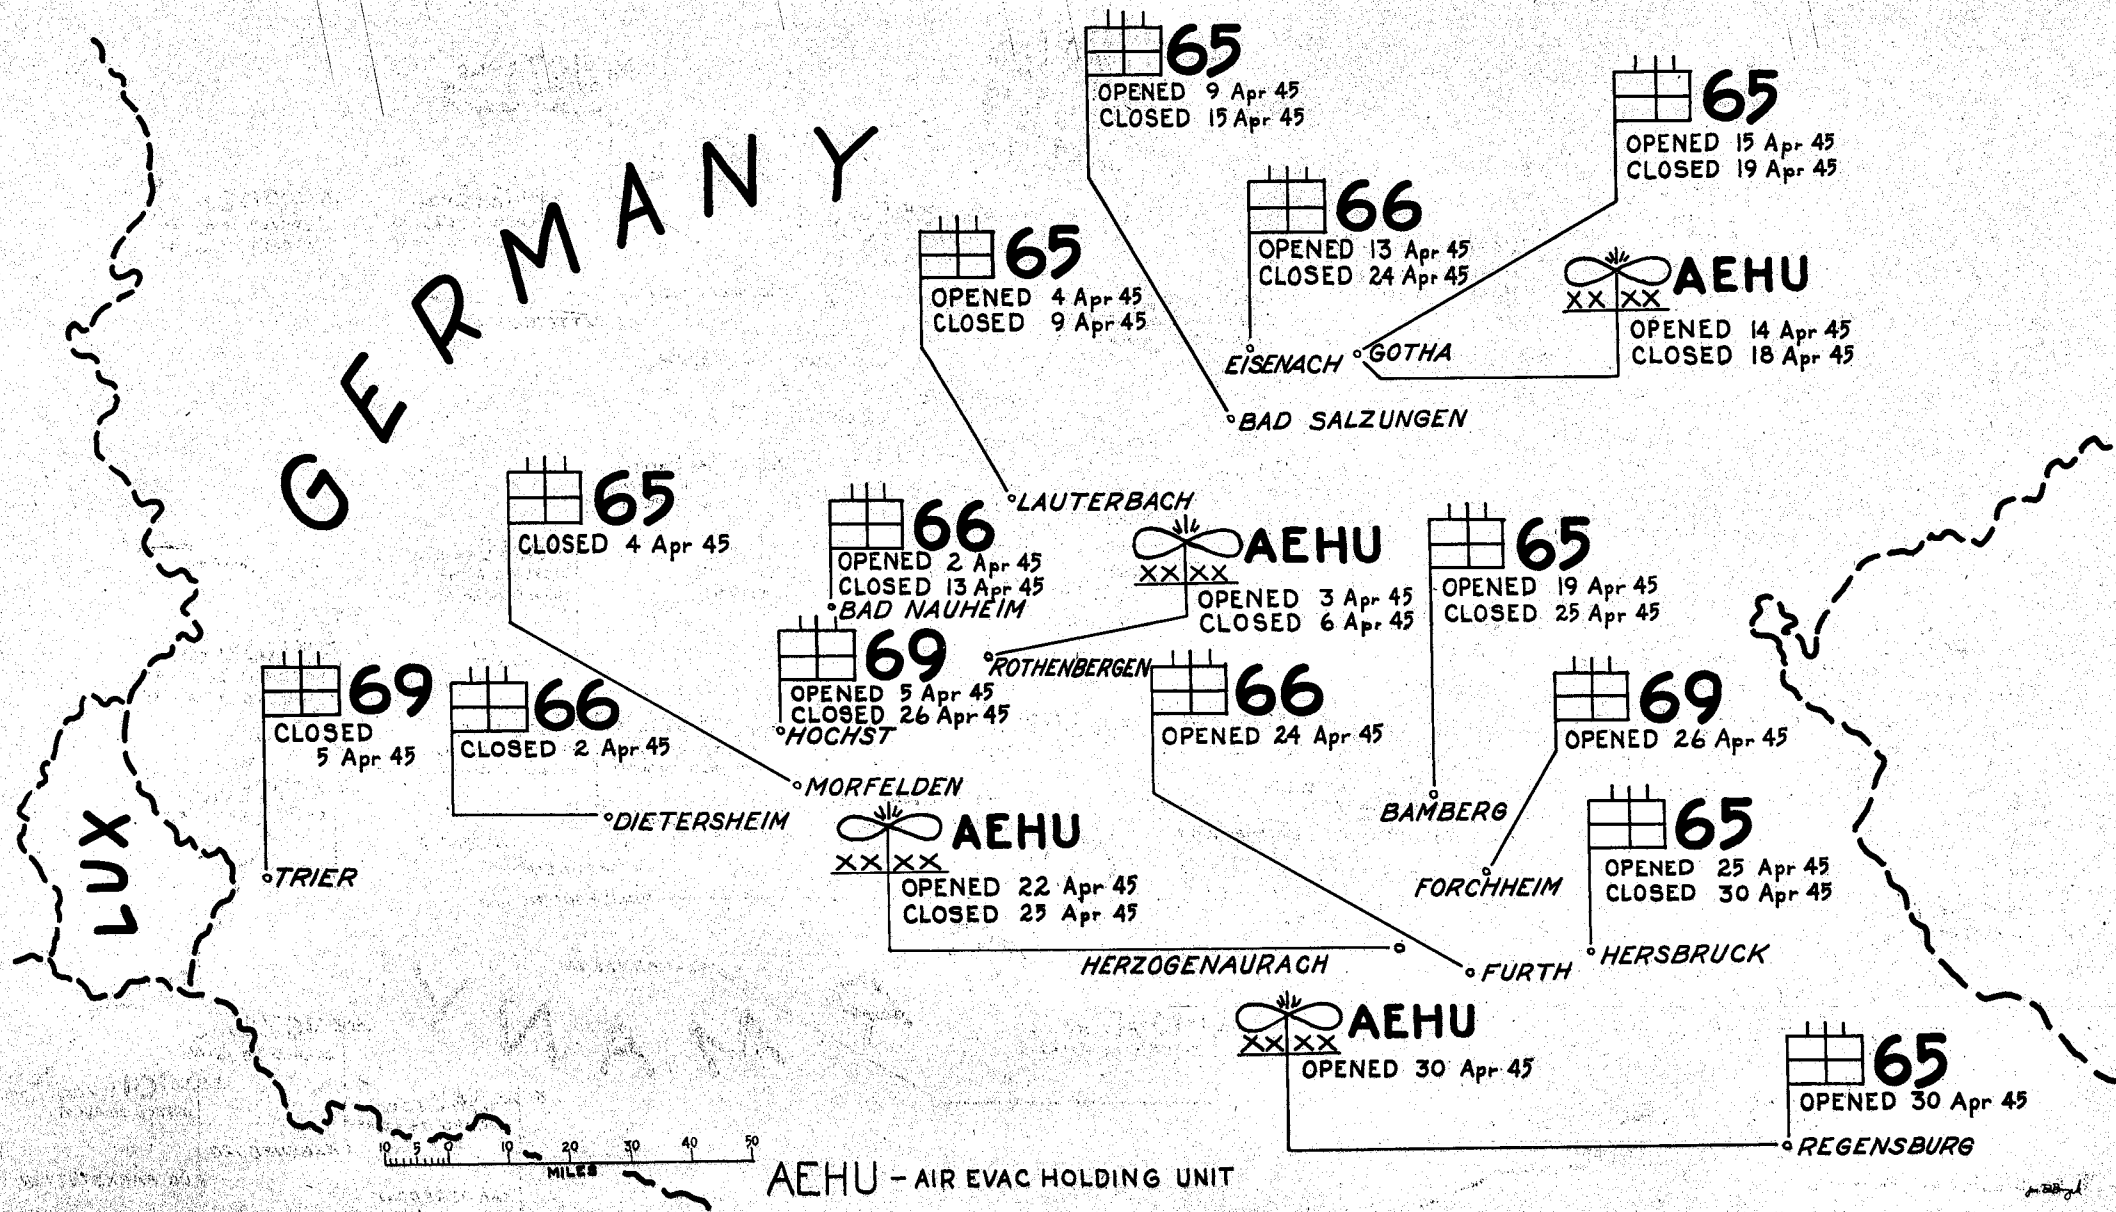 GERMANY
LUX
65
OPENED 9 Apr 45
CLOSED 15 Apr 45
65
OPENED 15 Apr 45
CLOSED 19 Apr 45
66
OPENED 13 Apr 45
CLOSED 24 Apr 45
65
OPENED 4 Apr 45
CLOSED 9 Apr 45
AEHU
XX XX
OPENED 14 Apr 45
CLOSED 18 Apr 45
EISENACH
GOTHA
BAD SALZUNGEN
65
CLOSED 4 Apr 45
66
OPENED 2 Apr 45
CLOSED 13 Apr 45
BAD NAUHEIM
LAUTERBACH
AEHU
XX XX
OPENED 3 Apr 45
CLOSED 6 Apr 45
65
OPENED 19 Apr 45
CLOSED 25 Apr 45
69
CLOSED
5 Apr 45
66
CLOSED 2 Apr 45
69
OPENED 5 Apr 45
CLOSED 26 Apr 45
HOCHST
ROTHENBERGEN
66
OPENED 24 Apr 45
69
OPENED 26 Apr 45
MORFELDEN
DIETERSHEIM
TRIER
AEHU
XX XX
OPENED 22 Apr 45
CLOSED 25 Apr 45
BAMBERG
FORCHHEIM
65
OPENED 25 Apr 45
CLOSED 30 Apr 45
HERZOGENAURACH
FURTH
HERSBRUCK
AEHU
XX XX
OPENED 30 Apr 45
65
OPENED 30 Apr 45
REGENSBURG
10 5 0 10 20 30 40 50
MILES
AEHU - AIR EVAC HOLDING UNIT